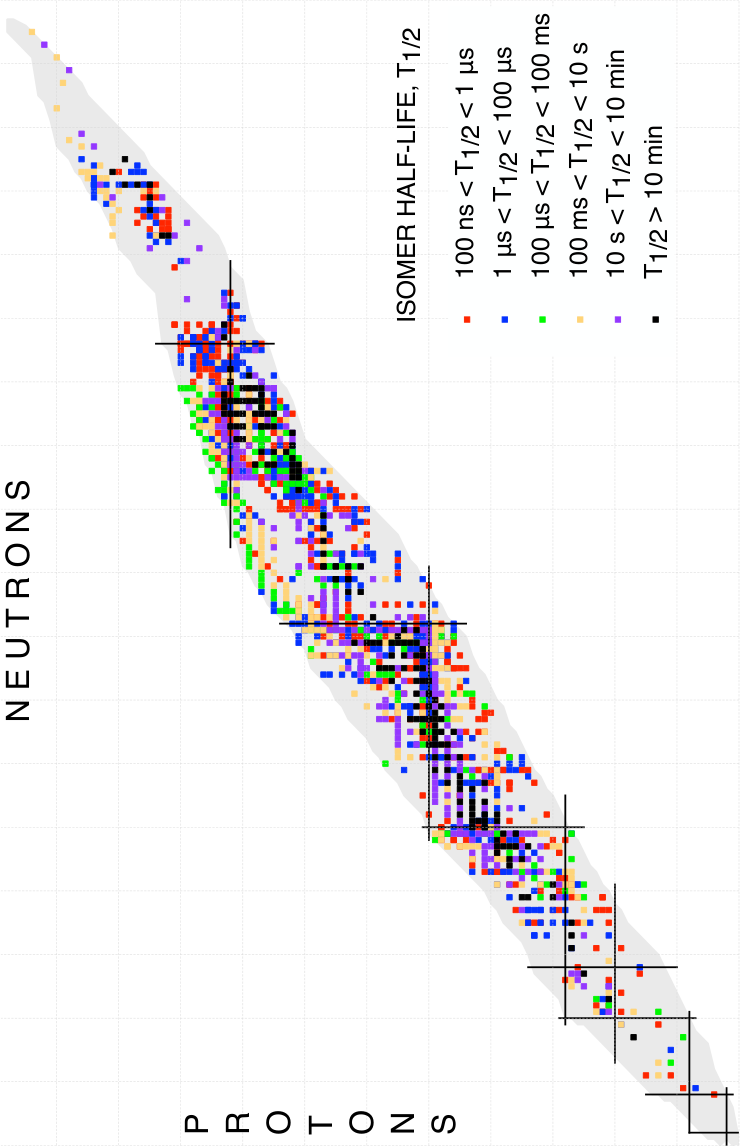 NEUTRONS
PROTONS
ISOMER HALF-LIFE, T1/2
100 ns < T1/2 < 1 µs
1 µs < T1/2 < 100 µs
100 µs < T1/2 < 100 ms
100 ms < T1/2 < 10 s
10 s < T1/2 < 10 min
T1/2 > 10 min